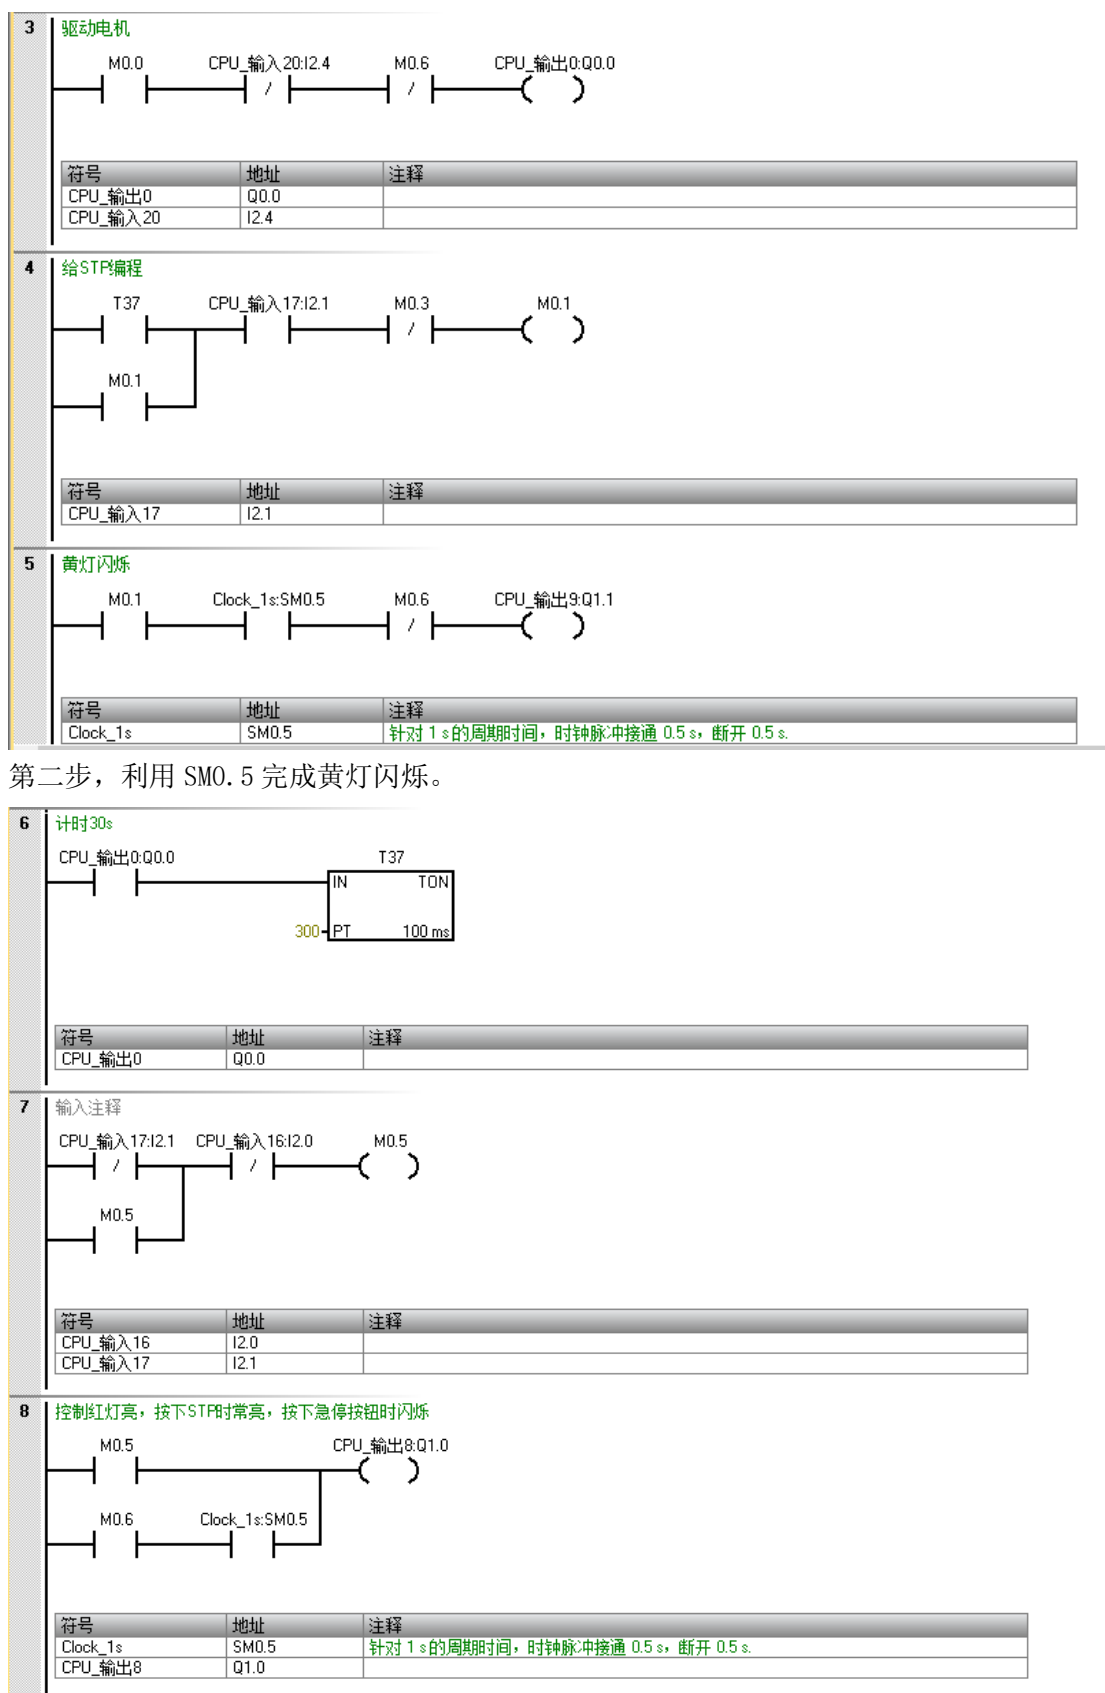 3 驱动电机
M0.0 CPU_输入20:I2.4 M0.6 CPU_输出0:Q0.0
/ /
符号 地址 注释
CPU_输出0 Q0.0
CPU_输入20 I2.4
4 给STP编程
T37 CPU_输入17:I2.1 M0.3 M0.1
/
M0.1
符号 地址 注释
CPU_输入17 I2.1
5 黄灯闪烁
M0.1 Clock_1s:SM0.5 M0.6 CPU_输出9:Q1.1
/
符号 地址 注释
Clock_1s SM0.5 针对 1 s的周期时间，时钟脉冲接通 0.5 s，断开 0.5 s.
第二步，利用 SM0.5 完成黄灯闪烁。
6 计时30s
CPU_输出0:Q0.0 T37
IN TON
300 PT 100 ms
符号 地址 注释
CPU_输出0 Q0.0
7 输入注释
CPU_输入17:I2.1 CPU_输入16:I2.0 M0.5
/ /
M0.5
符号 地址 注释
CPU_输入16 I2.0
CPU_输入17 I2.1
8 控制红灯亮，按下STP时常亮，按下急停按钮时闪烁
M0.5 CPU_输出8:Q1.0
M0.6 Clock_1s:SM0.5
符号 地址 注释
Clock_1s SM0.5 针对 1 s的周期时间，时钟脉冲接通 0.5 s，断开 0.5 s.
CPU_输出8 Q1.0